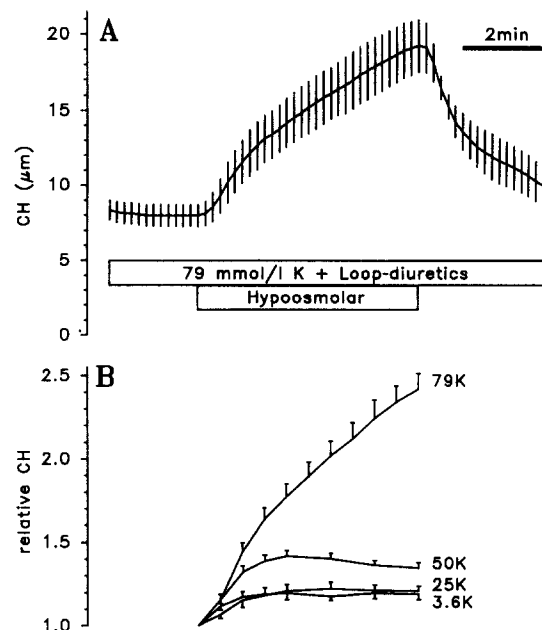 A
20
2min
15
CH (μm)
10
5
79 mmol/l K + Loop-diuretics
Hypoosmolar
0
B
2.5
79K
2.0
relative CH
1.5
50K
25K
3.6K
1.0